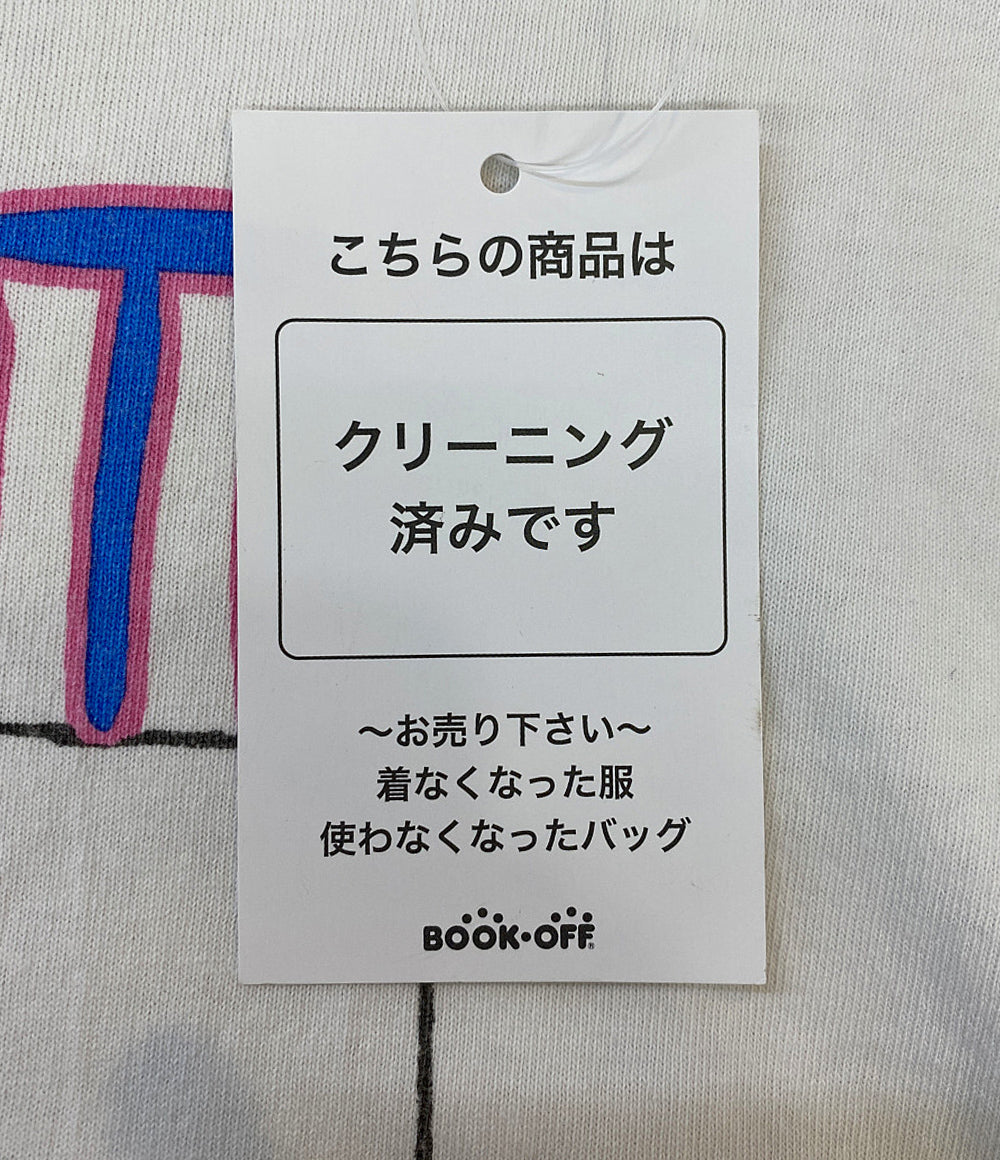 こちらの商品は
クリーニング
済みです
～お売り下さい～
着なくなった服
使わなくなったバッグ
BOOK・OFF®
T